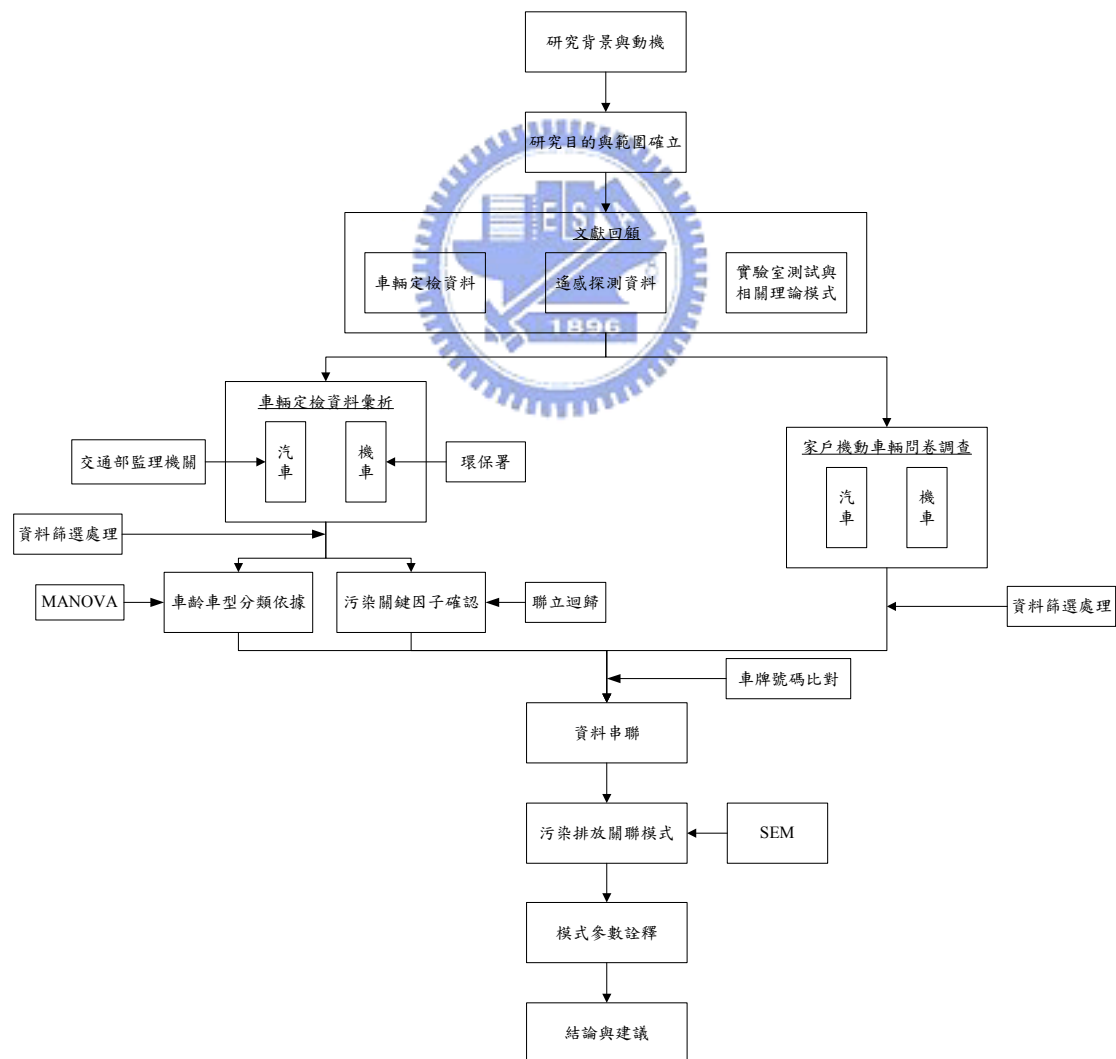 研究背景與動機
研究目的與範圍確立
文獻回顧
車輛定檢資料
遙感探測資料
實驗室測試與
相關理論模式
ES
1896
車輛定檢資料彙析
汽車
機車
交通部監理機關
環保署
家戶機動車輛問卷調查
汽車
機車
資料篩選處理
MANOVA
車齡車型分類依據
污染關鍵因子確認
聯立迴歸
資料篩選處理
車牌號碼比對
資料串聯
污染排放關聯模式
SEM
模式參數詮釋
結論與建議